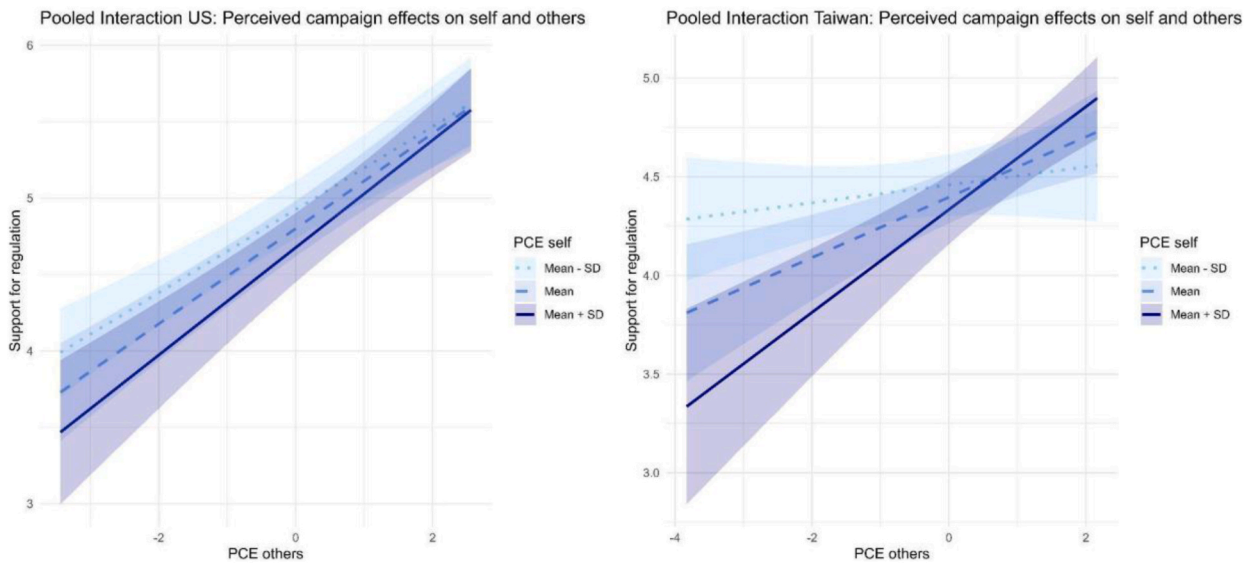 Pooled Interaction US: Perceived campaign effects on self and others
6
5
4
3
Support for regulation
-2
0
2
PCE others
PCE self
Mean - SD
Mean
Mean + SD
Pooled Interaction Taiwan: Perceived campaign effects on self and others
5.0
4.5
4.0
3.5
3.0
Support for regulation
-4
-2
0
2
PCE others
PCE self
Mean - SD
Mean
Mean + SD